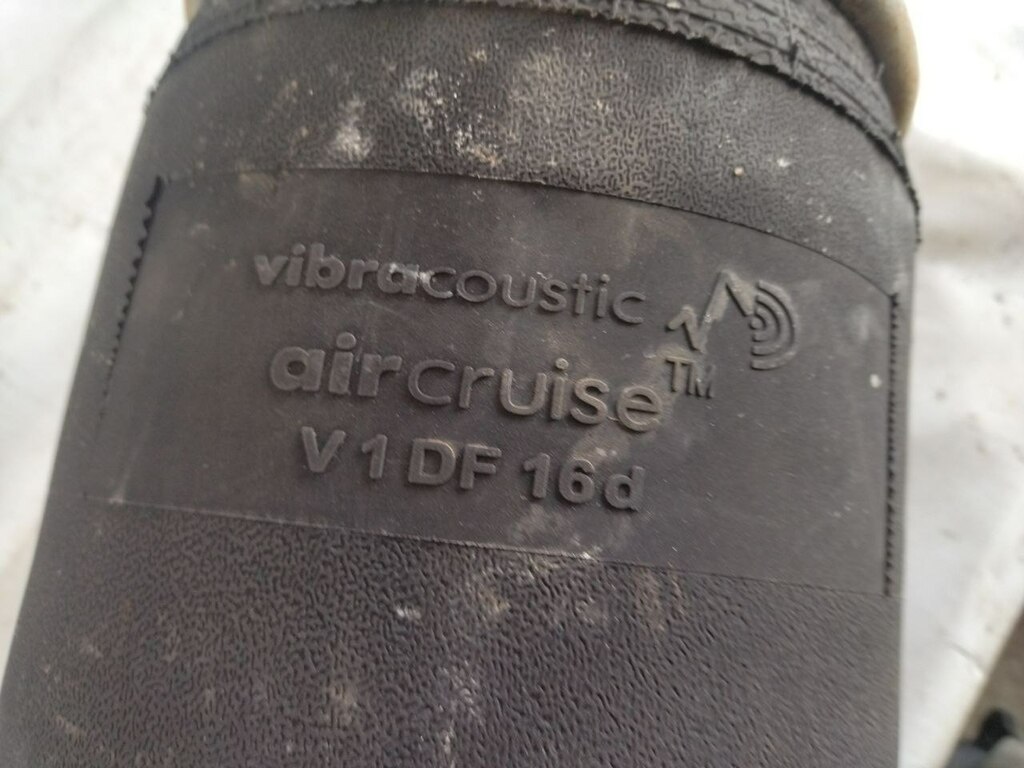 vibracoustic
aircruise™
V 1 DF 16d